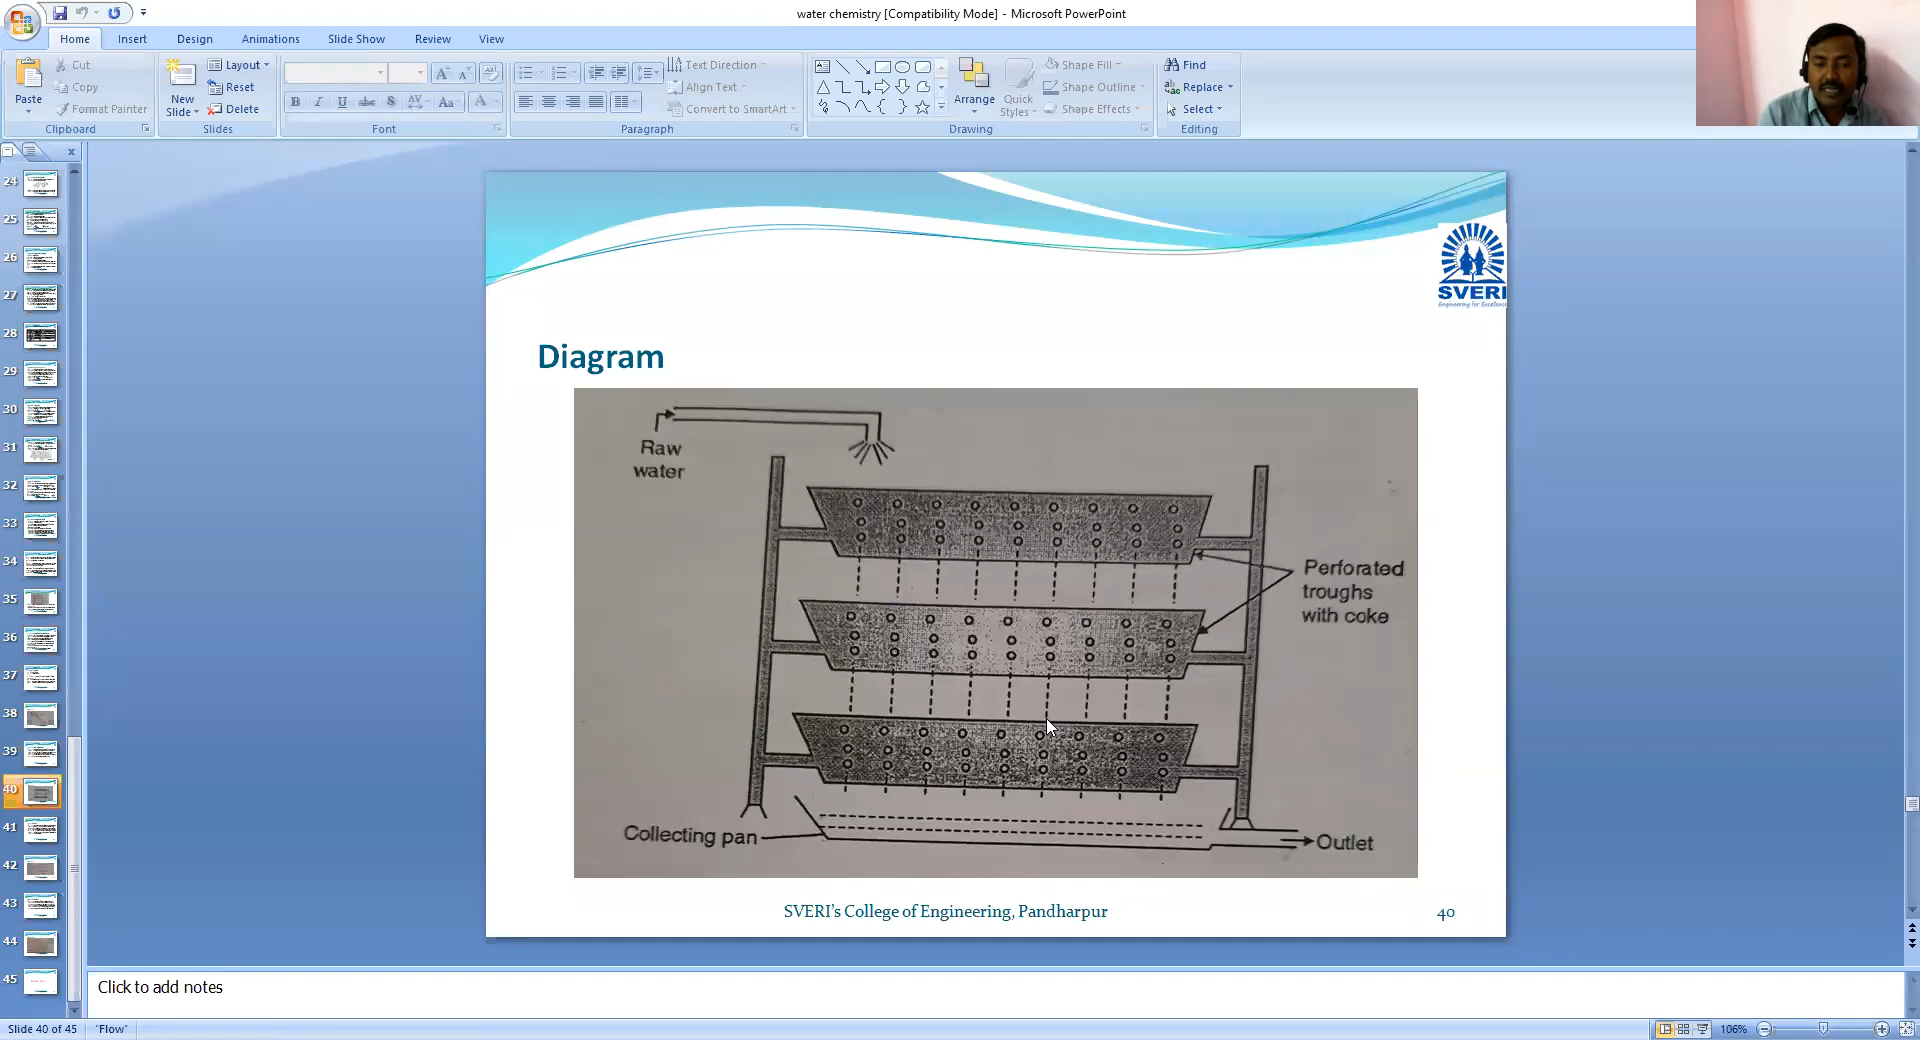 water chemistry [Compatibility Mode] - Microsoft PowerPoint
Home Insert Design Animations Slide Show Review View
Paste
Cut
Copy
Format Painter
Clipboard
New Slide
Layout
Reset
Delete
Slides
B I U abc S AV Aa A
Font
Text Direction
Align Text
Convert to SmartArt
Paragraph
Arrange
Quick Styles
Shape Fill
Shape Outline
Shape Effects
Drawing
Find
Replace
Select
Editing
24
25
26
27
28
29
30
31
32
33
34
35
36
37
38
39
40
41
42
43
44
45
SVERI
Engineering for Excellence
Diagram
Raw
water
Perforated
troughs
with coke
Collecting pan
Outlet
SVERI's College of Engineering, Pandharpur
40
Click to add notes
Slide 40 of 45
"Flow"
106%